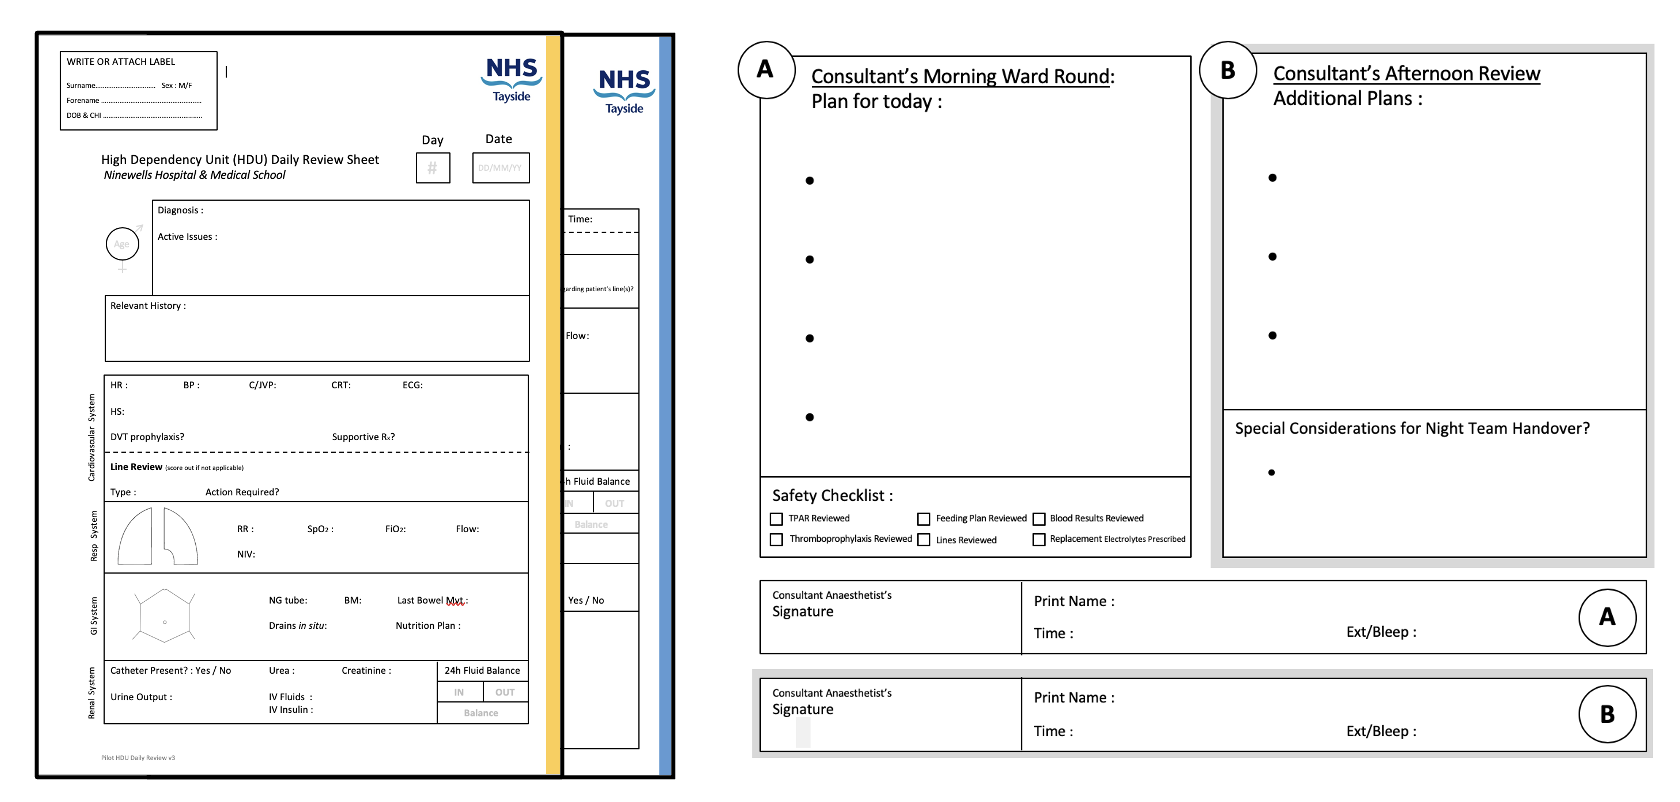 WRITE OR ATTACH LABEL
Surname............................. Sex : M/F
Forename ................................................
DOB & CHI ...............................................
NHS
Tayside
Day
Date
#
DD/MM/YY
High Dependency Unit (HDU) Daily Review Sheet
Ninewells Hospital & Medical School
Diagnosis :
Age
Active Issues :
Relevant History :
Cardiovascular System
HR : BP : C/JVP: CRT: ECG:
HS:
DVT prophylaxis? Supportive Rx?
Line Review (score out if not applicable)
Type : Action Required?
Resp System
RR : SpO2 : FiO2: Flow:
NIV:
GI System
NG tube: BM: Last Bowel Mvt.:
Drains in situ: Nutrition Plan :
Renal System
Catheter Present? : Yes / No Urea : Creatinine : 24h Fluid Balance
IN OUT
Urine Output : IV Fluids :
IV Insulin :
Balance
Pilot HDU Daily Review v3
NHS
Tayside
Time:
patient's line(s)?
Flow:
:
Fluid Balance
IN OUT
Balance
Yes / No
A
Consultant's Morning Ward Round:
Plan for today :
•
•
•
•
Safety Checklist :
TPAR Reviewed Feeding Plan Reviewed Blood Results Reviewed
Thromboprophylaxis Reviewed Lines Reviewed Replacement Electrolytes Prescribed
B
Consultant's Afternoon Review
Additional Plans :
•
•
•
Special Considerations for Night Team Handover?
•
Consultant Anaesthetist's
Signature
Print Name :
Time : Ext/Bleep :
A
Consultant Anaesthetist's
Signature
Print Name :
Time : Ext/Bleep :
B